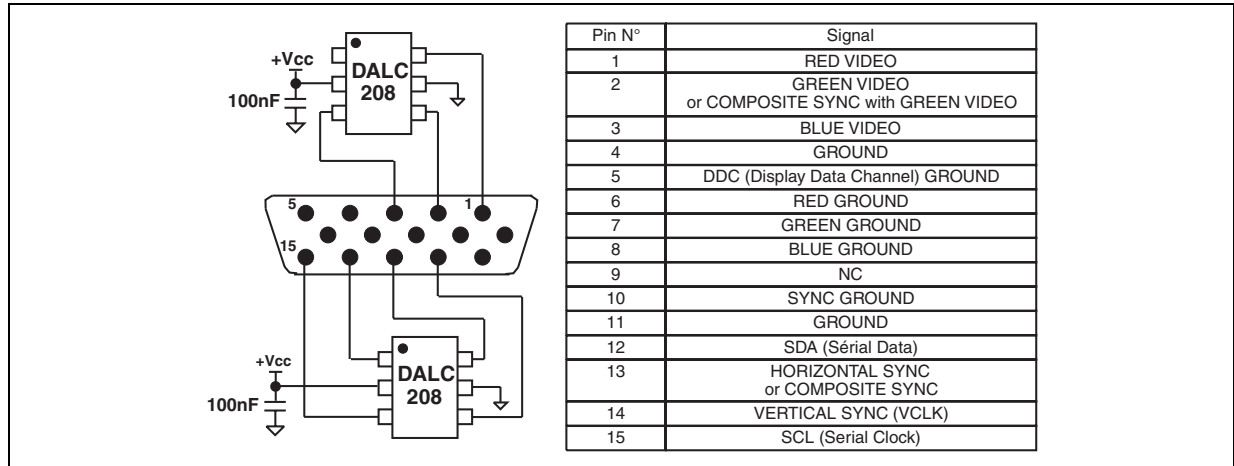 +Vcc
DALC
208
100nF
5
1
15
+Vcc
DALC
208
100nF
Pin N° Signal
1 RED VIDEO
2 GREEN VIDEO
or COMPOSITE SYNC with GREEN VIDEO
3 BLUE VIDEO
4 GROUND
5 DDC (Display Data Channel) GROUND
6 RED GROUND
7 GREEN GROUND
8 BLUE GROUND
9 NC
10 SYNC GROUND
11 GROUND
12 SDA (Sérial Data)
13 HORIZONTAL SYNC
or COMPOSITE SYNC
14 VERTICAL SYNC (VCLK)
15 SCL (Serial Clock)